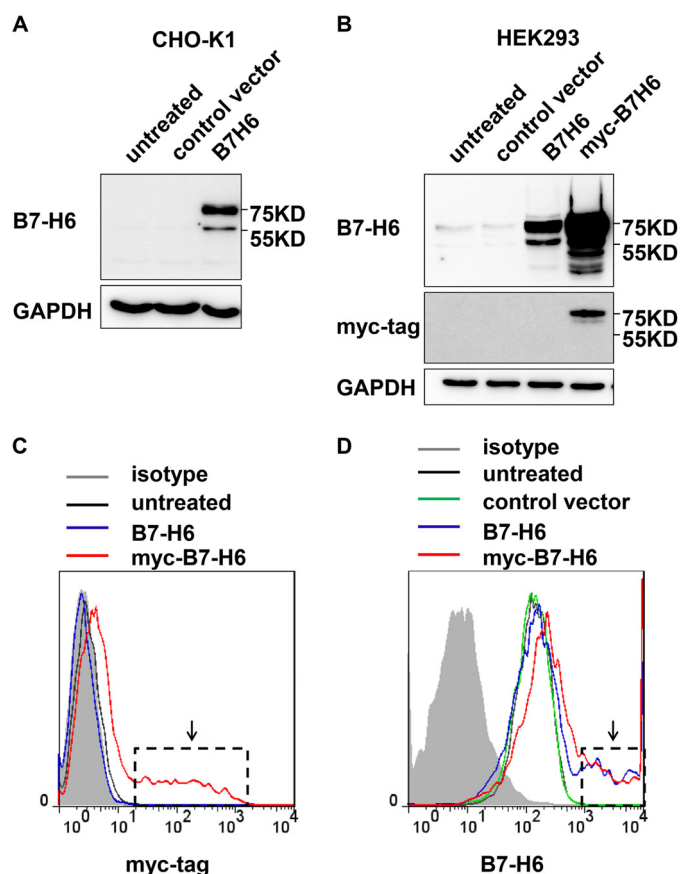 A
CHO-K1
untreated
control vector
B7H6
B7-H6
75KD
55KD
GAPDH
B
HEK293
untreated
control vector
B7H6
myc-B7H6
B7-H6
75KD
55KD
myc-tag
75KD
55KD
GAPDH
C
isotype
untreated
B7-H6
myc-B7-H6
0
10⁰ 10¹ 10² 10³ 10⁴
myc-tag
D
isotype
untreated
control vector
B7-H6
myc-B7-H6
0
10⁰ 10¹ 10² 10³ 10⁴
B7-H6